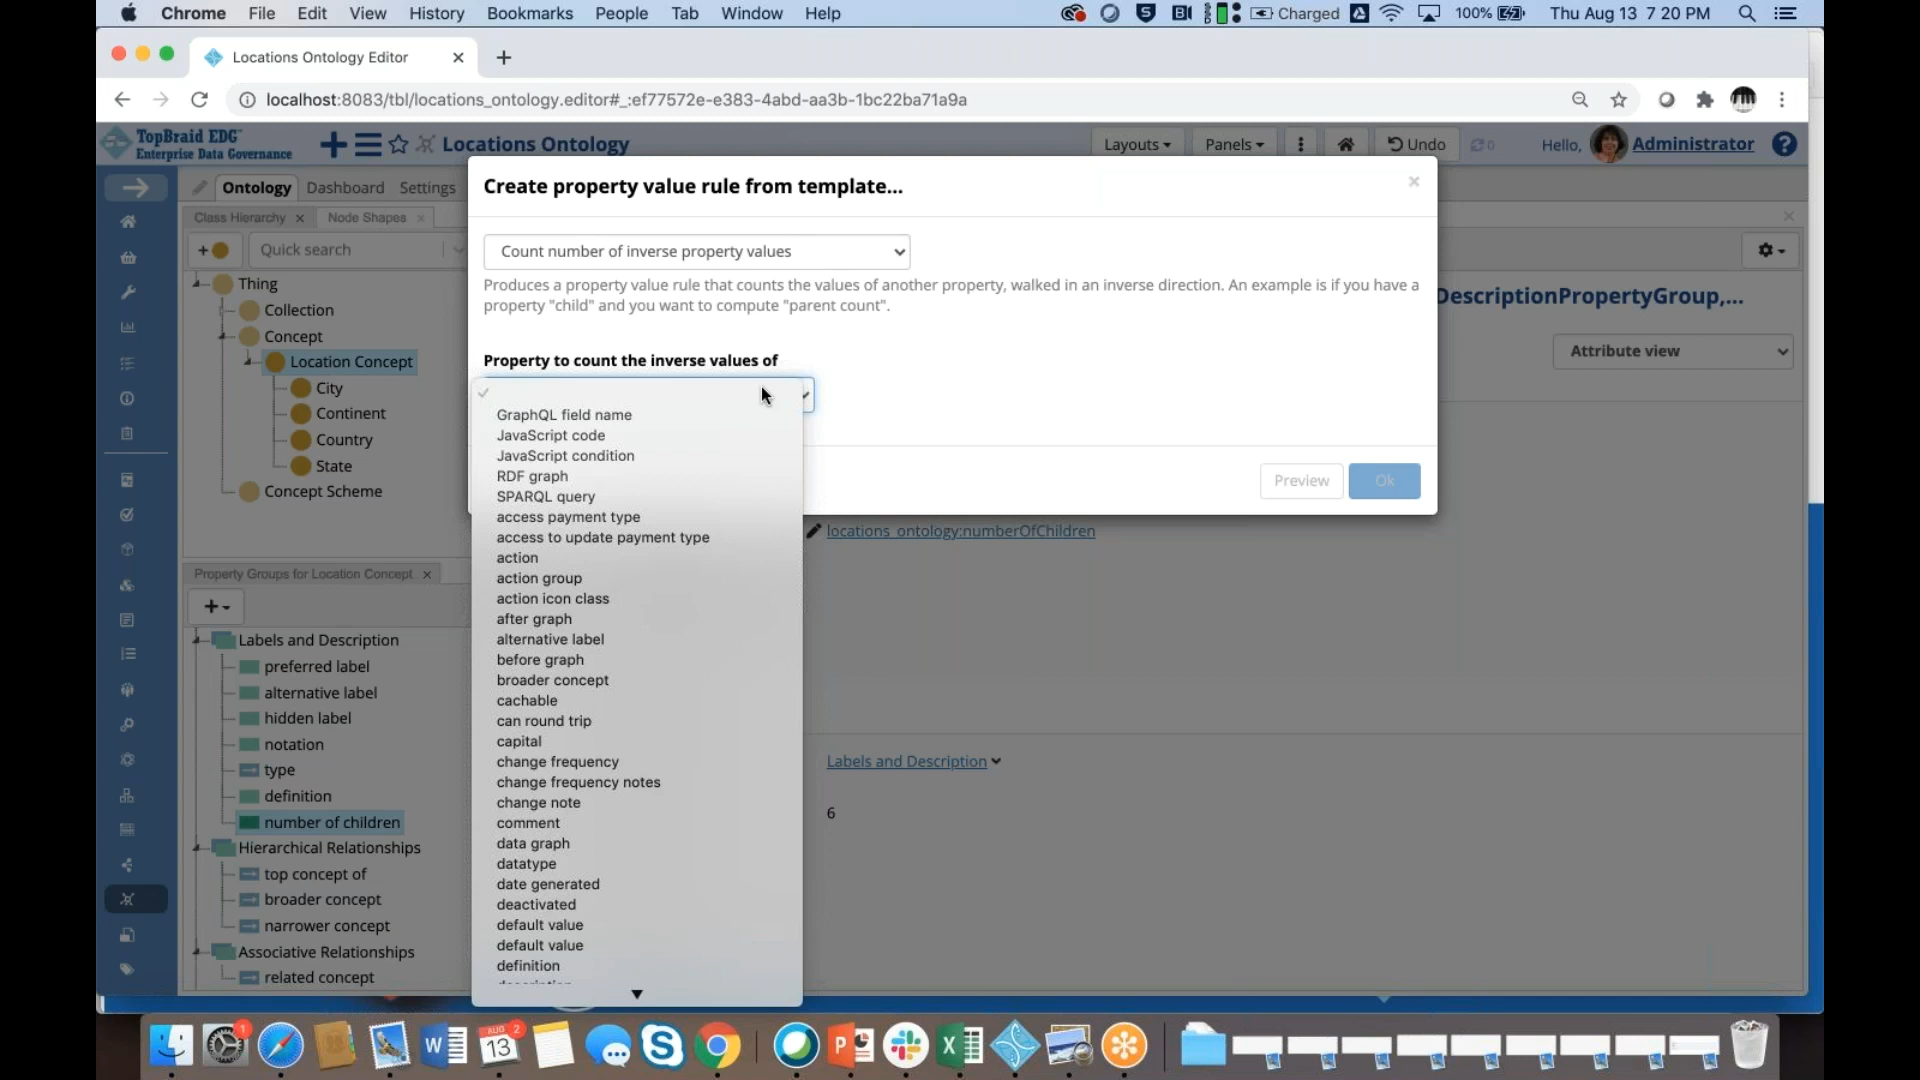 Chrome File Edit View History Bookmarks People Tab Window Help Charged 100% Thu Aug 13 7:20 PM
Locations Ontology Editor
localhost:8083/tbl/locations_ontology.editor#_:ef77572e-e383-4abd-aa3b-1bc22ba71a9a
TopBraid EDG
Enterprise Data Governance
Locations Ontology
Layouts Panels Undo 0 Hello, Administrator
Ontology Dashboard Settings
Class Hierarchy Node Shapes
Quick search
Thing
Collection
Concept
Location Concept
City
Continent
Country
State
Concept Scheme
Property Groups for Location Concept
Labels and Description
preferred label
alternative label
hidden label
notation
type
definition
number of children
Hierarchical Relationships
top concept of
broader concept
narrower concept
Associative Relationships
related concept
Create property value rule from template...
Count number of inverse property values
Produces a property value rule that counts the values of another property, walked in an inverse direction. An example is if you have a
property "child" and you want to compute "parent count".
Property to count the inverse values of
GraphQL field name
JavaScript code
JavaScript condition
RDF graph
SPARQL query
access payment type
access to update payment type
action
action group
action icon class
after graph
alternative label
before graph
broader concept
cachable
can round trip
capital
change frequency
change frequency notes
change note
comment
data graph
datatype
date generated
deactivated
default value
default value
definition
Preview Ok
DescriptionPropertyGroup,...
Attribute view
locations_ontology:numberOfChildren
Labels and Description
6
AUG 2
13
1